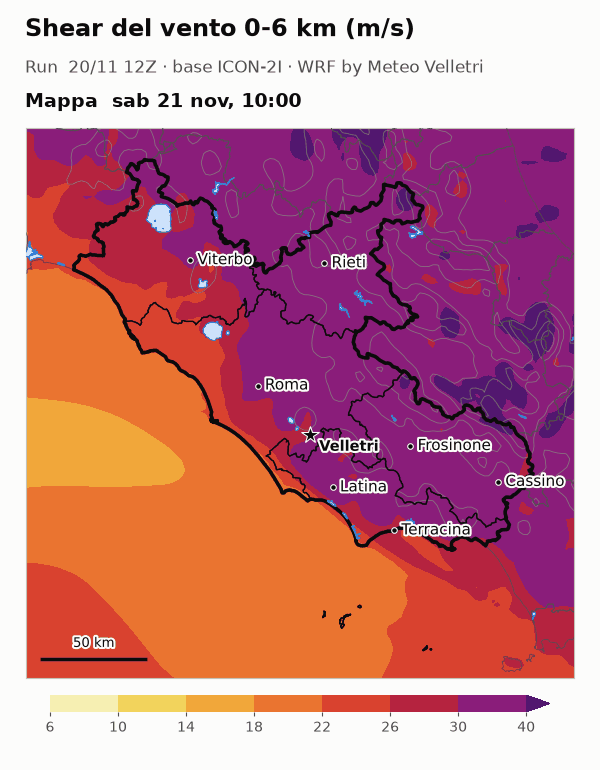 Shear del vento 0-6 km (m/s)
Run 20/11 12Z · base ICON-2I · WRF by Meteo Velletri
Mappa sab 21 nov, 10:00
Viterbo
Rieti
Roma
Velletri
Frosinone
Latina
Cassino
Terracina
50 km
6 10 14 18 22 26 30 40